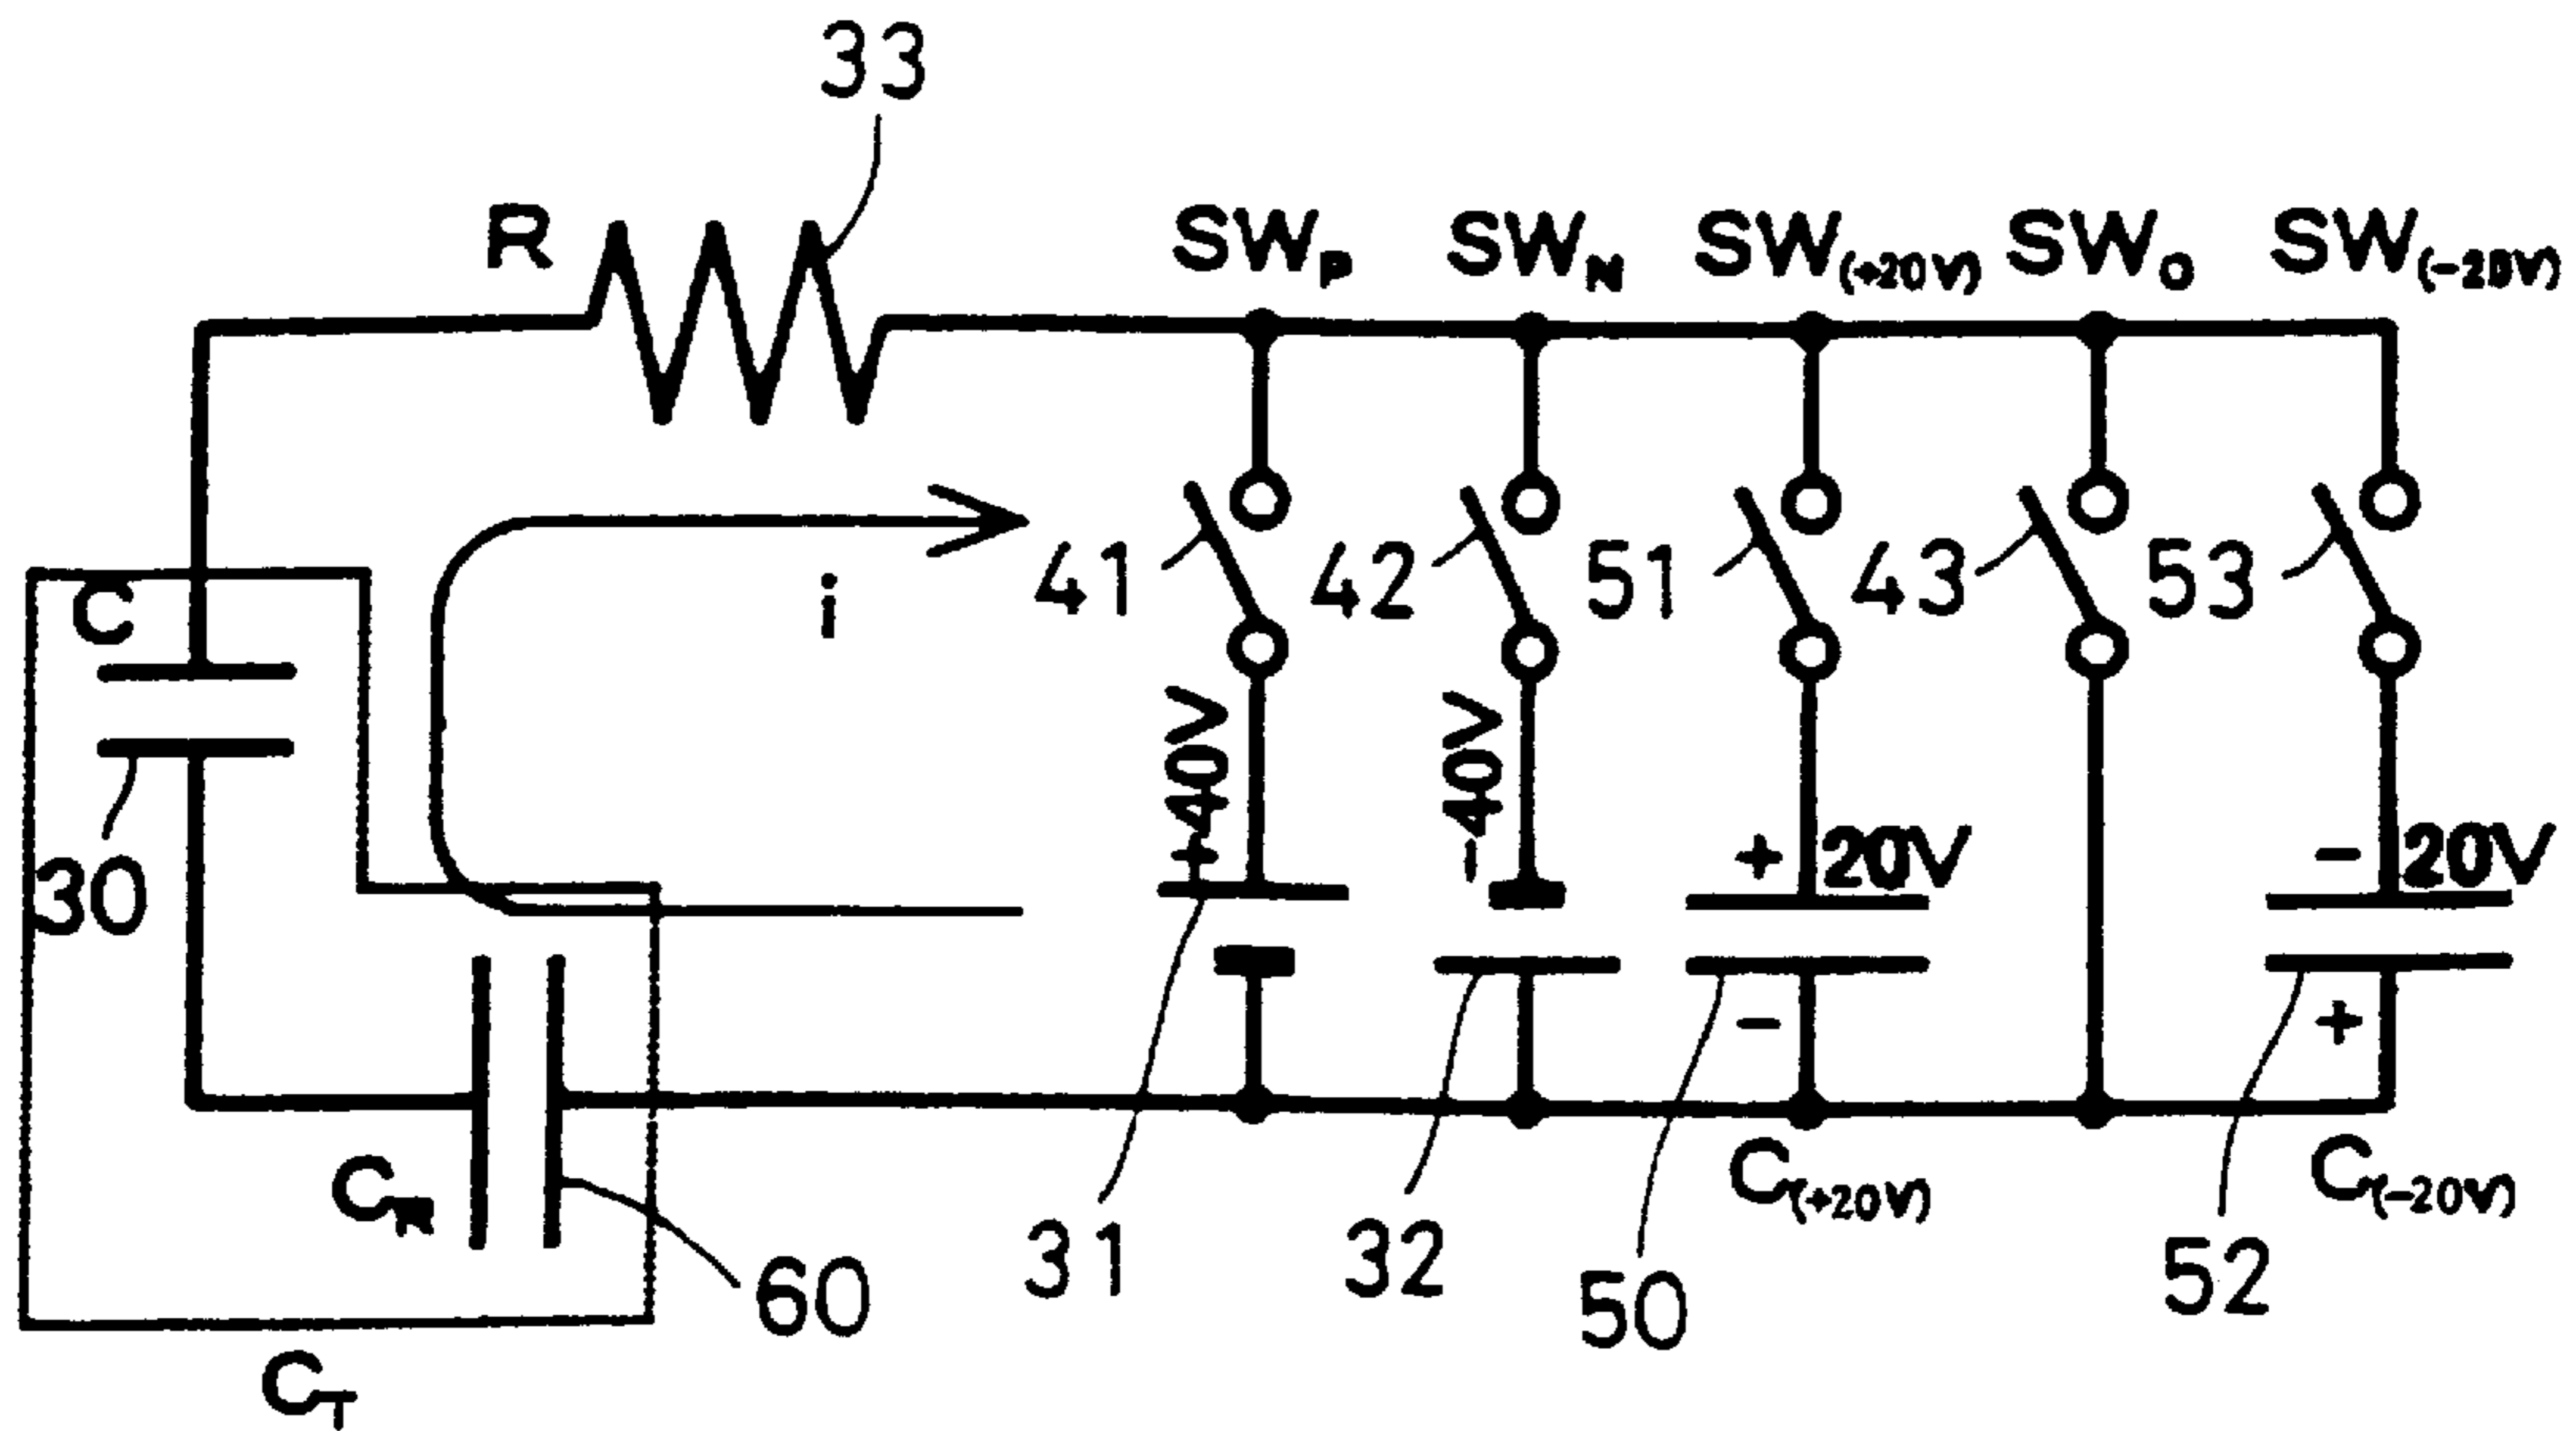 33
R
SWP SWN SW(+20V) SWO SW(-20V)
i
41 42 51 43 53
C
30
+40V
-40V
+ 20V
-
- 20V
+
CR
60
31 32 50 52
C(+20V) C(-20V)
CT